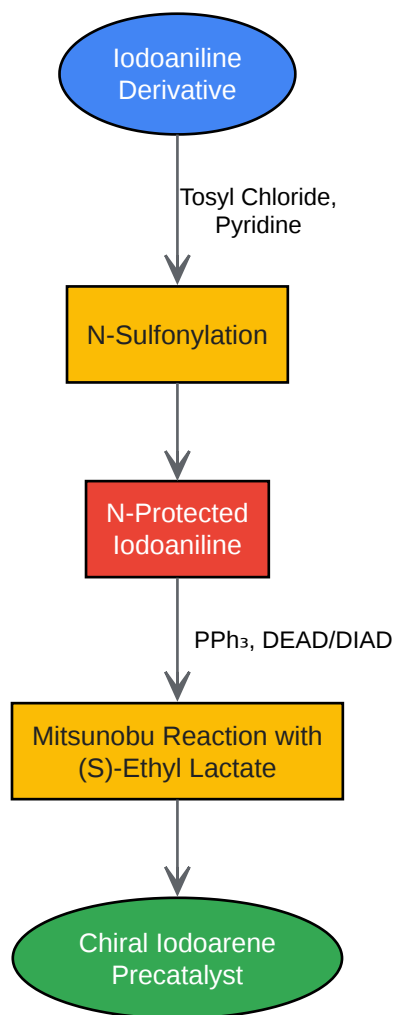 Iodoaniline
Derivative
Tosyl Chloride,
Pyridine
N-Sulfonylation
N-Protected
Iodoaniline
PPh₃, DEAD/DIAD
Mitsunobu Reaction with
(S)-Ethyl Lactate
Chiral Iodoarene
Precatalyst